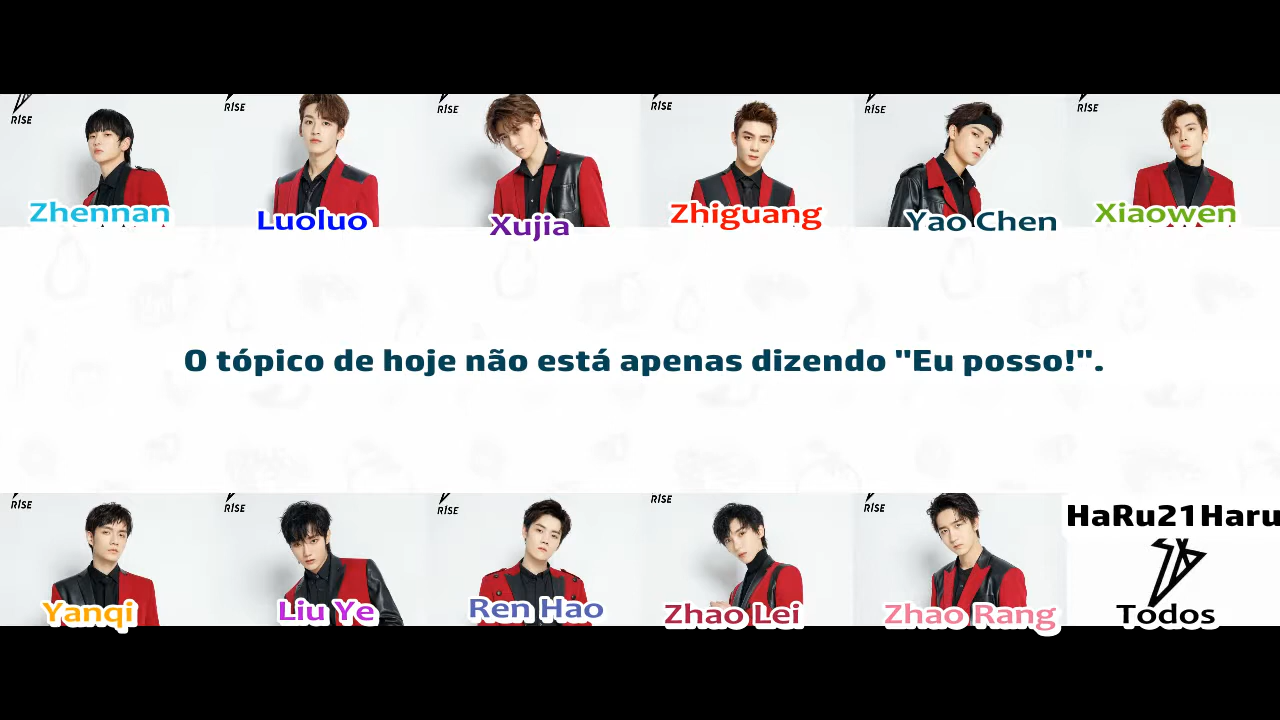 RISE RISE RISE RISE RISE RISE
Zhennan Luoluo Xujia Zhiguang Yao Chen Xiaowen
O tópico de hoje não está apenas dizendo "Eu posso!".
RISE RISE RISE RISE RISE HaRu21Haru
Yanqi Liu Ye Ren Hao Zhao Lei Zhao Rang Todos